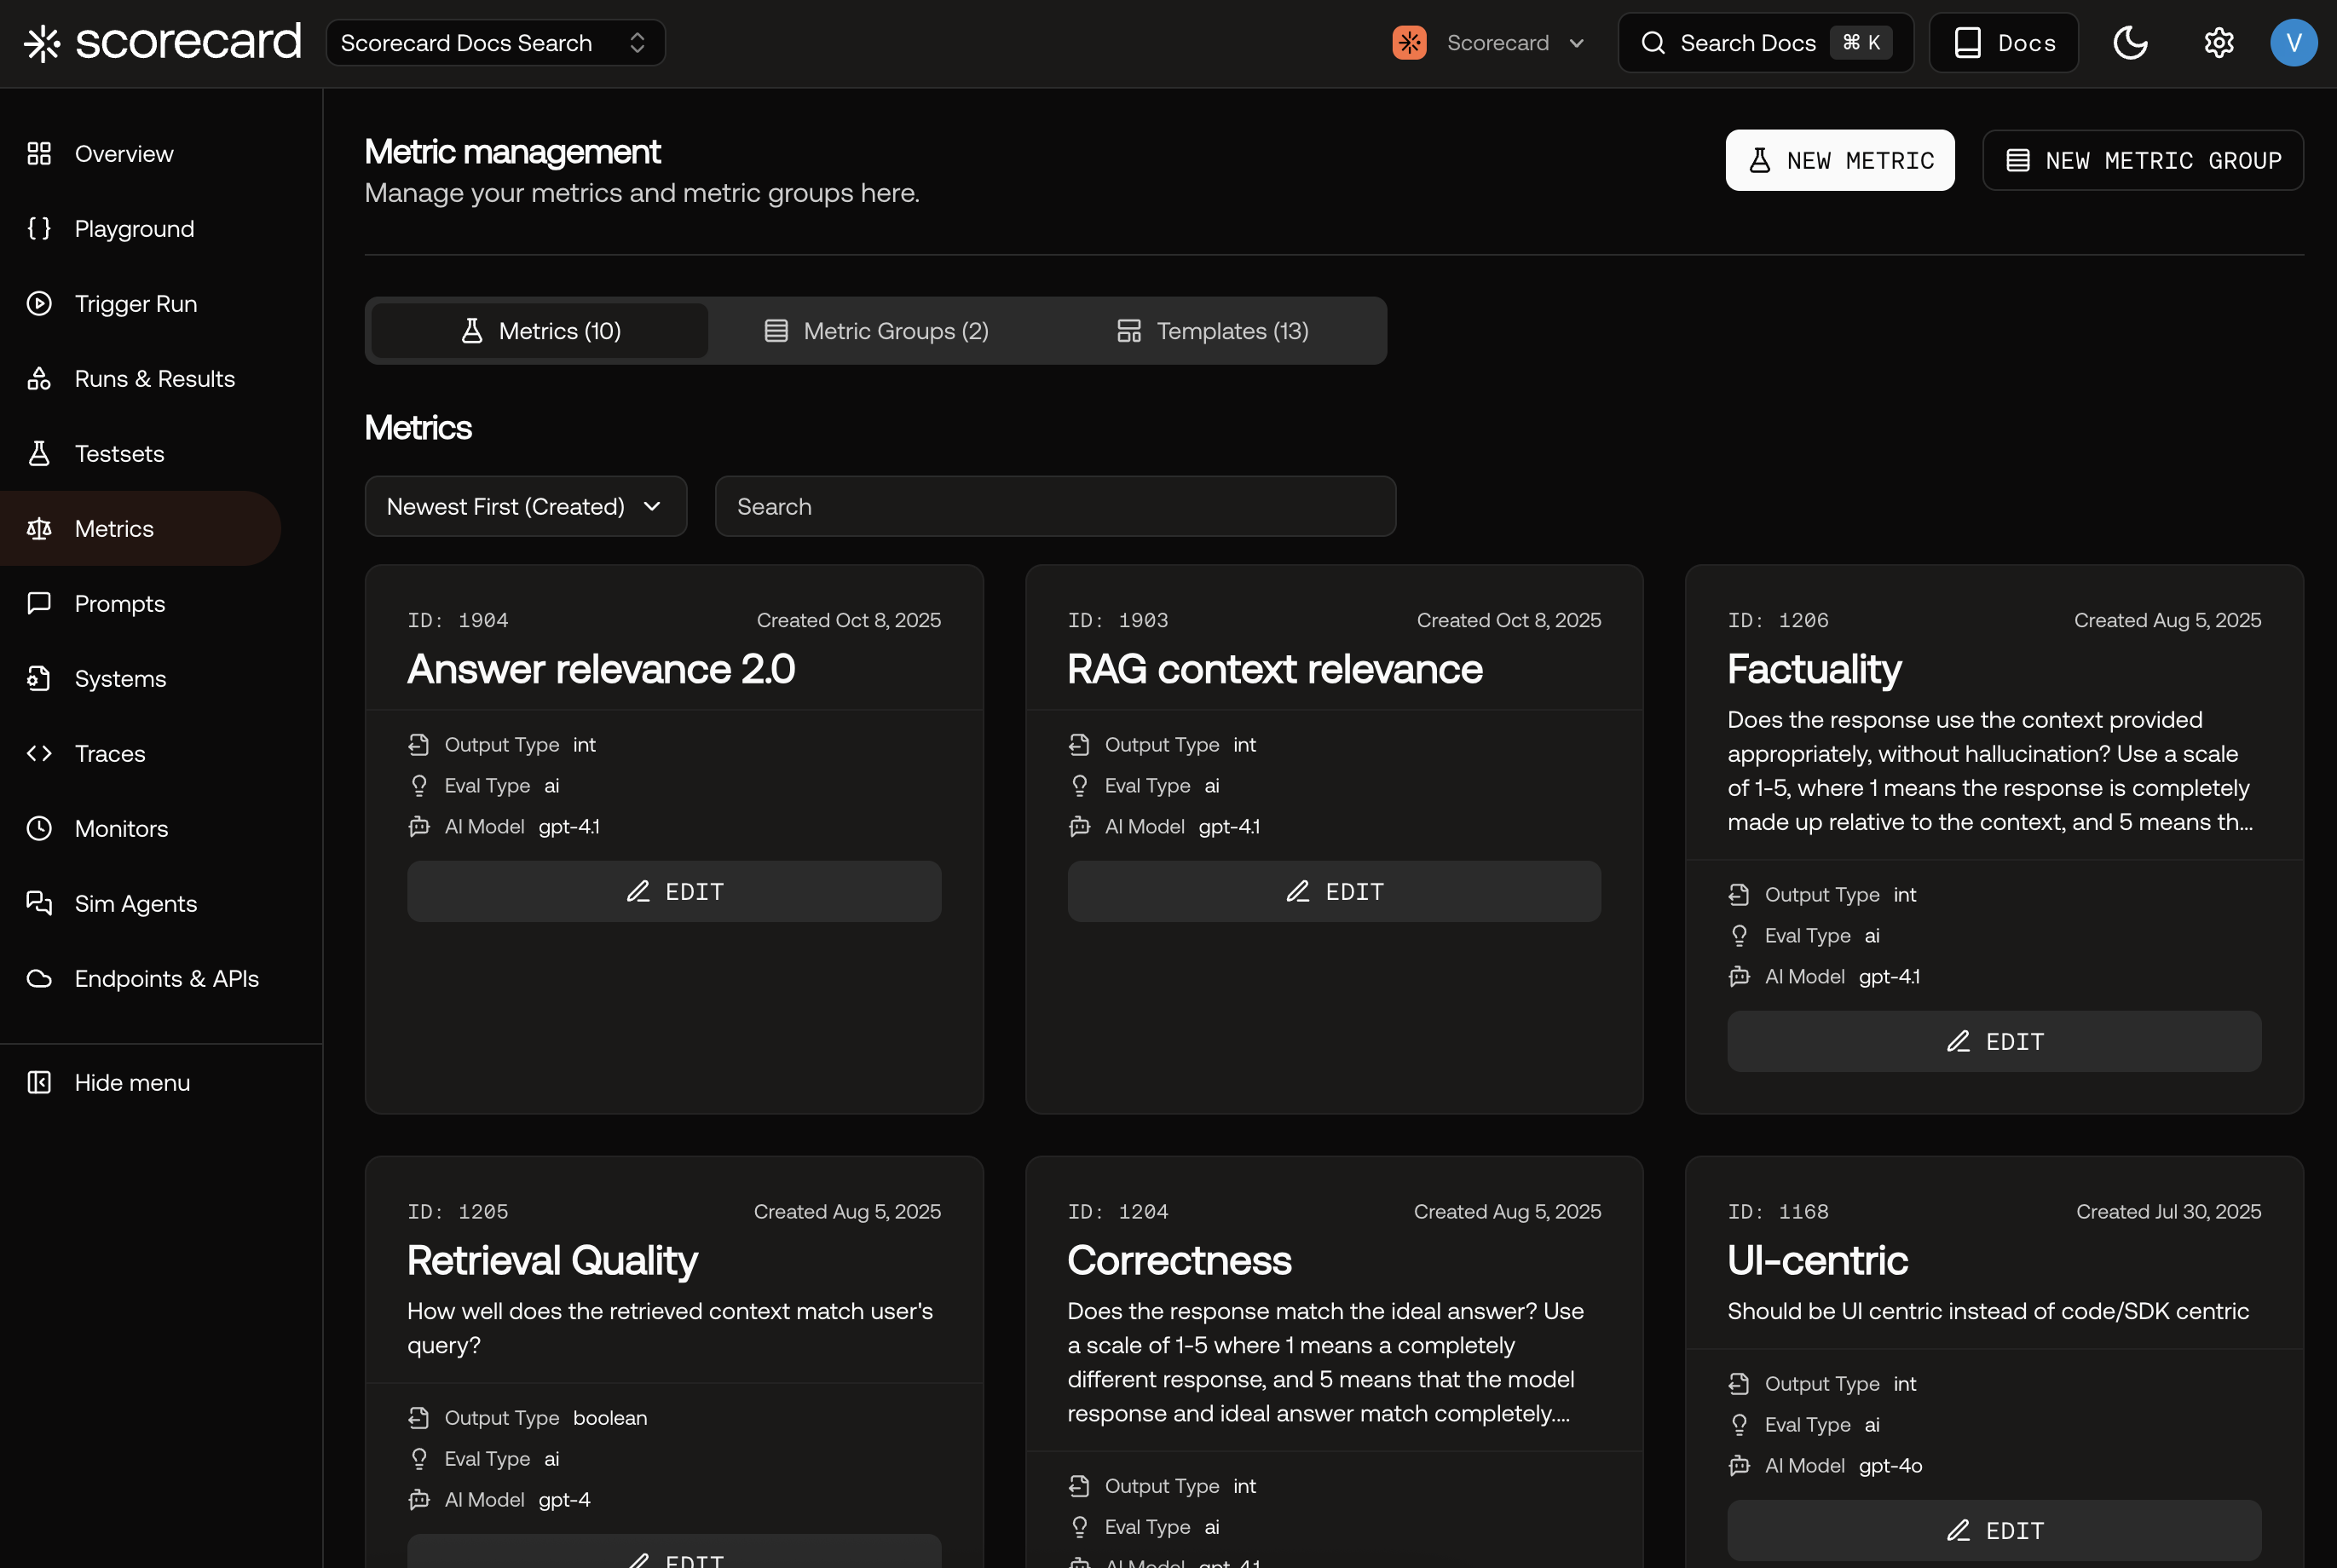 scorecard
Scorecard Docs Search
Scorecard
Search Docs ⌘ K
Docs
V
Overview
Playground
Trigger Run
Runs & Results
Testsets
Metrics
Prompts
Systems
Traces
Monitors
Sim Agents
Endpoints & APIs
Hide menu
Metric management
Manage your metrics and metric groups here.
NEW METRIC
NEW METRIC GROUP
Metrics (10)
Metric Groups (2)
Templates (13)
Metrics
Newest First (Created)
Search
ID: 1904
Created Oct 8, 2025
Answer relevance 2.0
Output Type int
Eval Type ai
AI Model gpt-4.1
EDIT
ID: 1903
Created Oct 8, 2025
RAG context relevance
Output Type int
Eval Type ai
AI Model gpt-4.1
EDIT
ID: 1206
Created Aug 5, 2025
Factuality
Does the response use the context provided
appropriately, without hallucination? Use a scale
of 1-5, where 1 means the response is completely
made up relative to the context, and 5 means th...
Output Type int
Eval Type ai
AI Model gpt-4.1
EDIT
ID: 1205
Created Aug 5, 2025
Retrieval Quality
How well does the retrieved context match user's
query?
Output Type boolean
Eval Type ai
AI Model gpt-4
EDIT
ID: 1204
Created Aug 5, 2025
Correctness
Does the response match the ideal answer? Use
a scale of 1-5 where 1 means a completely
different response, and 5 means that the model
response and ideal answer match completely....
Output Type int
Eval Type ai
AI Model gpt-4.1
ID: 1168
Created Jul 30, 2025
UI-centric
Should be UI centric instead of code/SDK centric
Output Type int
Eval Type ai
AI Model gpt-4o
EDIT